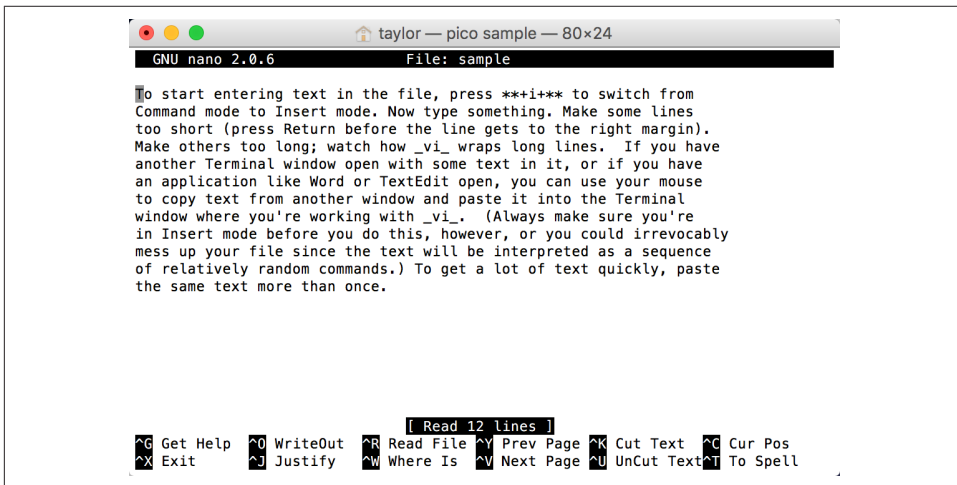 taylor — pico sample — 80×24
GNU nano 2.0.6 File: sample
To start entering text in the file, press **+i+** to switch from
Command mode to Insert mode. Now type something. Make some lines
too short (press Return before the line gets to the right margin).
Make others too long; watch how _vi_ wraps long lines.  If you have
another Terminal window open with some text in it, or if you have
an application like Word or TextEdit open, you can use your mouse
to copy text from another window and paste it into the Terminal
window where you're working with _vi_.  (Always make sure you're
in Insert mode before you do this, however, or you could irrevocably
mess up your file since the text will be interpreted as a sequence
of relatively random commands.) To get a lot of text quickly, paste
the same text more than once.
[ Read 12 lines ]
^G Get Help ^O WriteOut ^R Read File ^Y Prev Page ^K Cut Text ^C Cur Pos
^X Exit ^J Justify ^W Where Is ^V Next Page ^U UnCut Text ^T To Spell